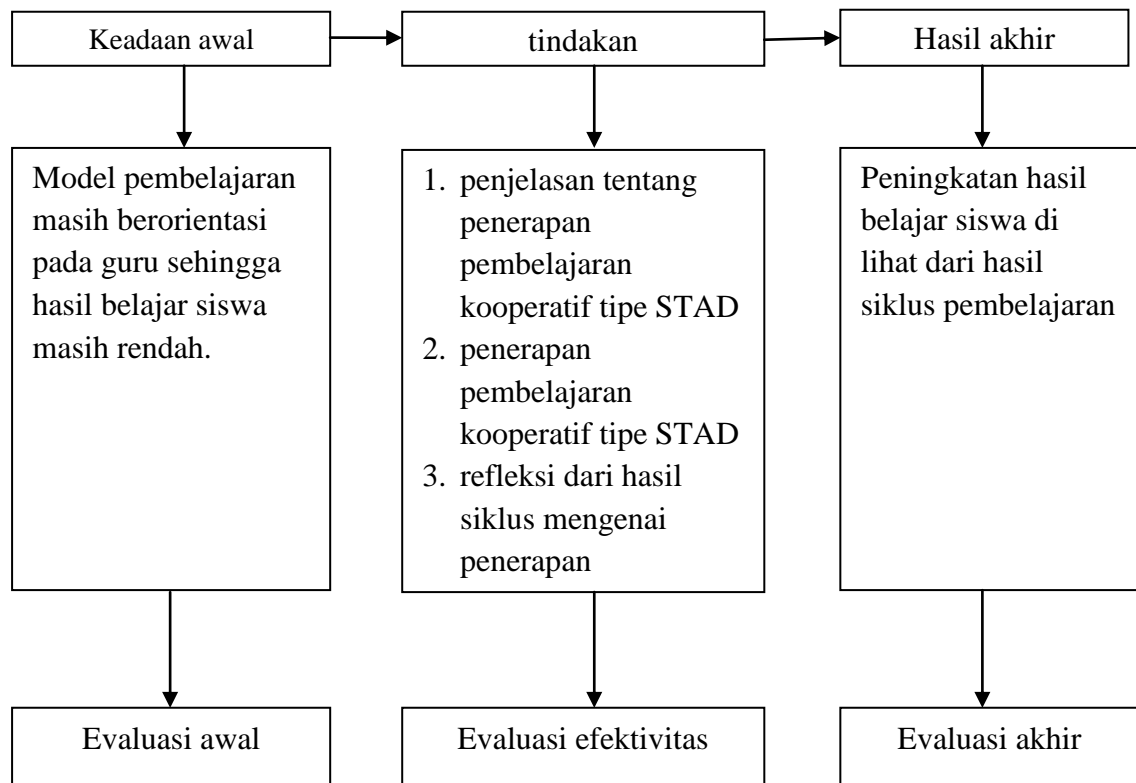 Keadaan awal
tindakan
Hasil akhir
Model pembelajaran
masih berorientasi
pada guru sehingga
hasil belajar siswa
masih rendah.
1. penjelasan tentang
penerapan
pembelajaran
kooperatif tipe STAD
2. penerapan
pembelajaran
kooperatif tipe STAD
3. refleksi dari hasil
siklus mengenai
penerapan
Peningkatan hasil
belajar siswa di
lihat dari hasil
siklus pembelajaran
Evaluasi awal
Evaluasi efektivitas
Evaluasi akhir